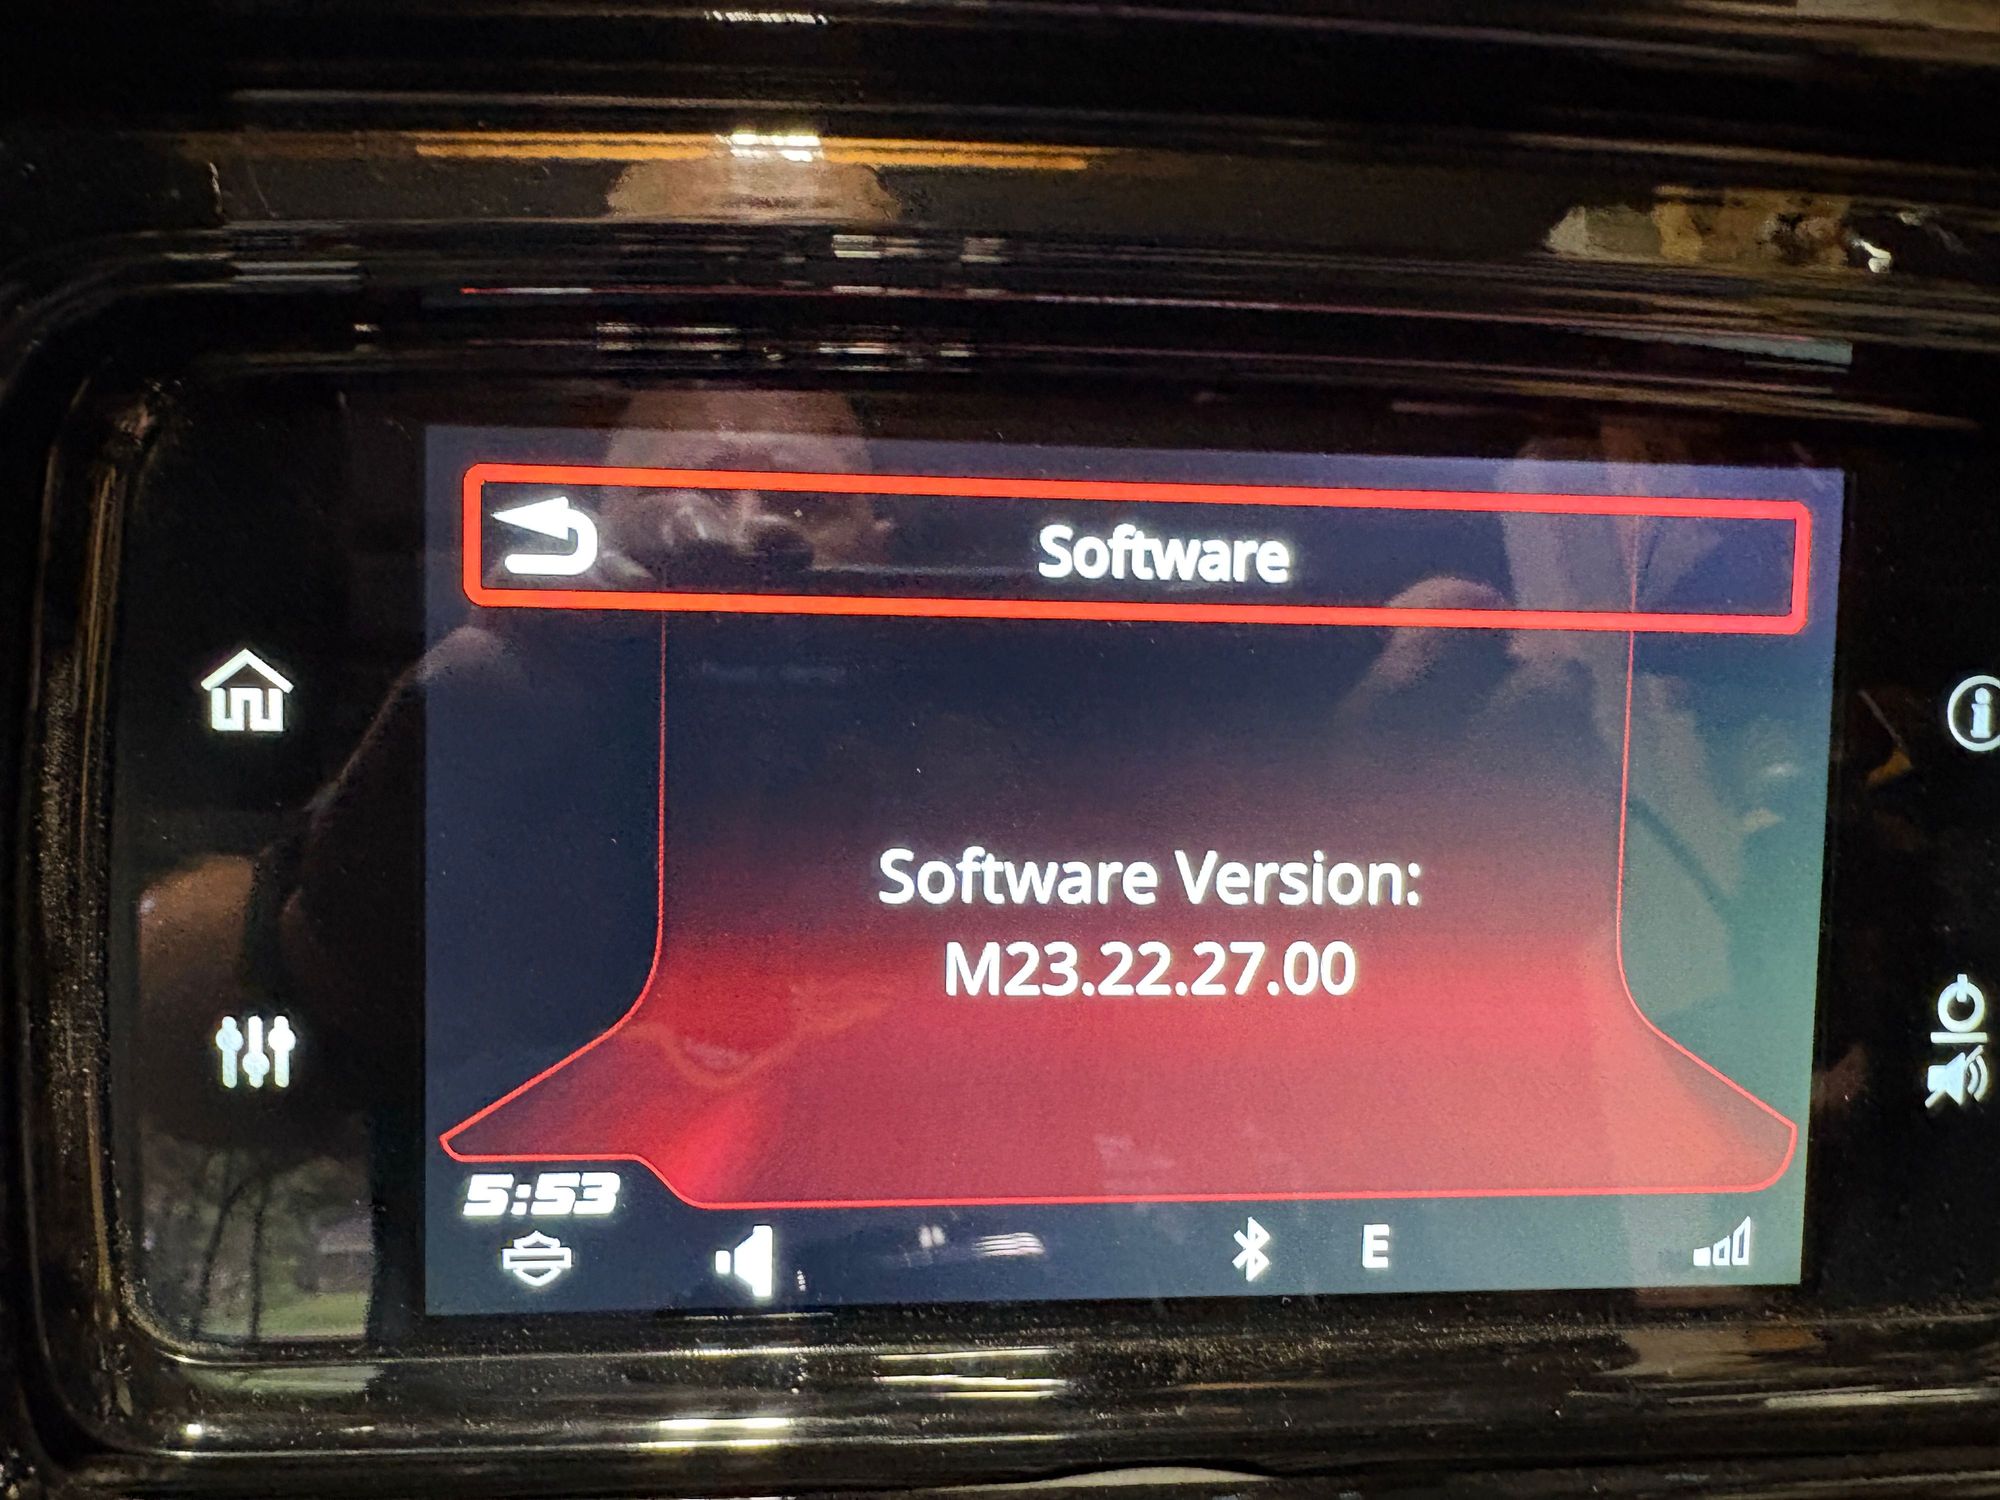 Software
Software Version:
M23.22.27.00
5:53
E